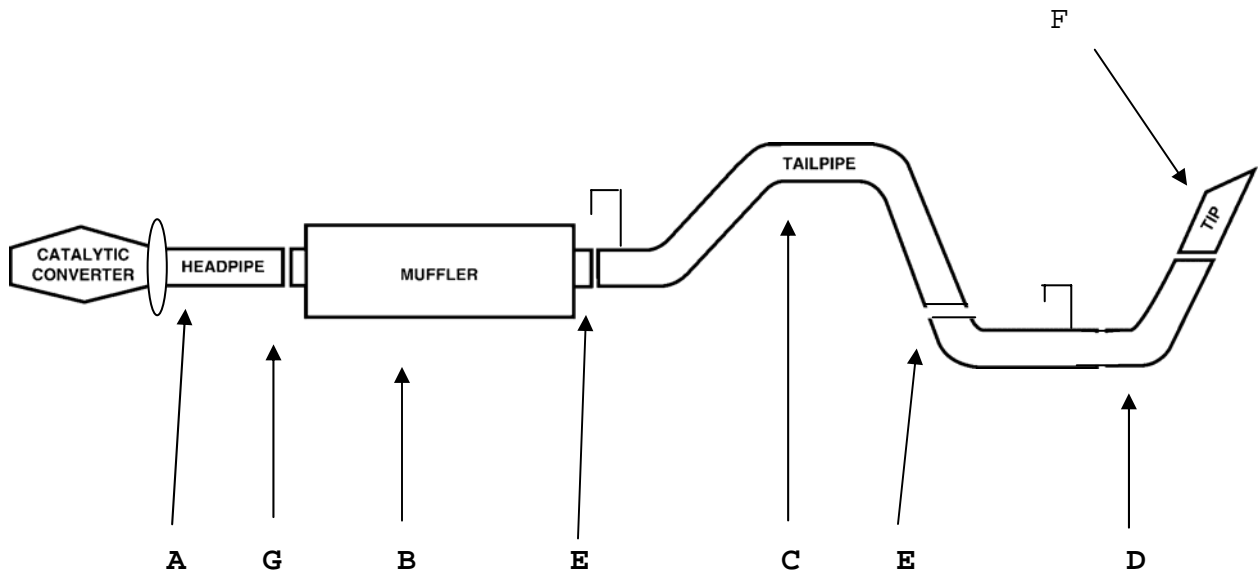 F
TAILPIPE
TIP
CATALYTIC
CONVERTER
HEADPIPE
MUFFLER
A G B E C E D